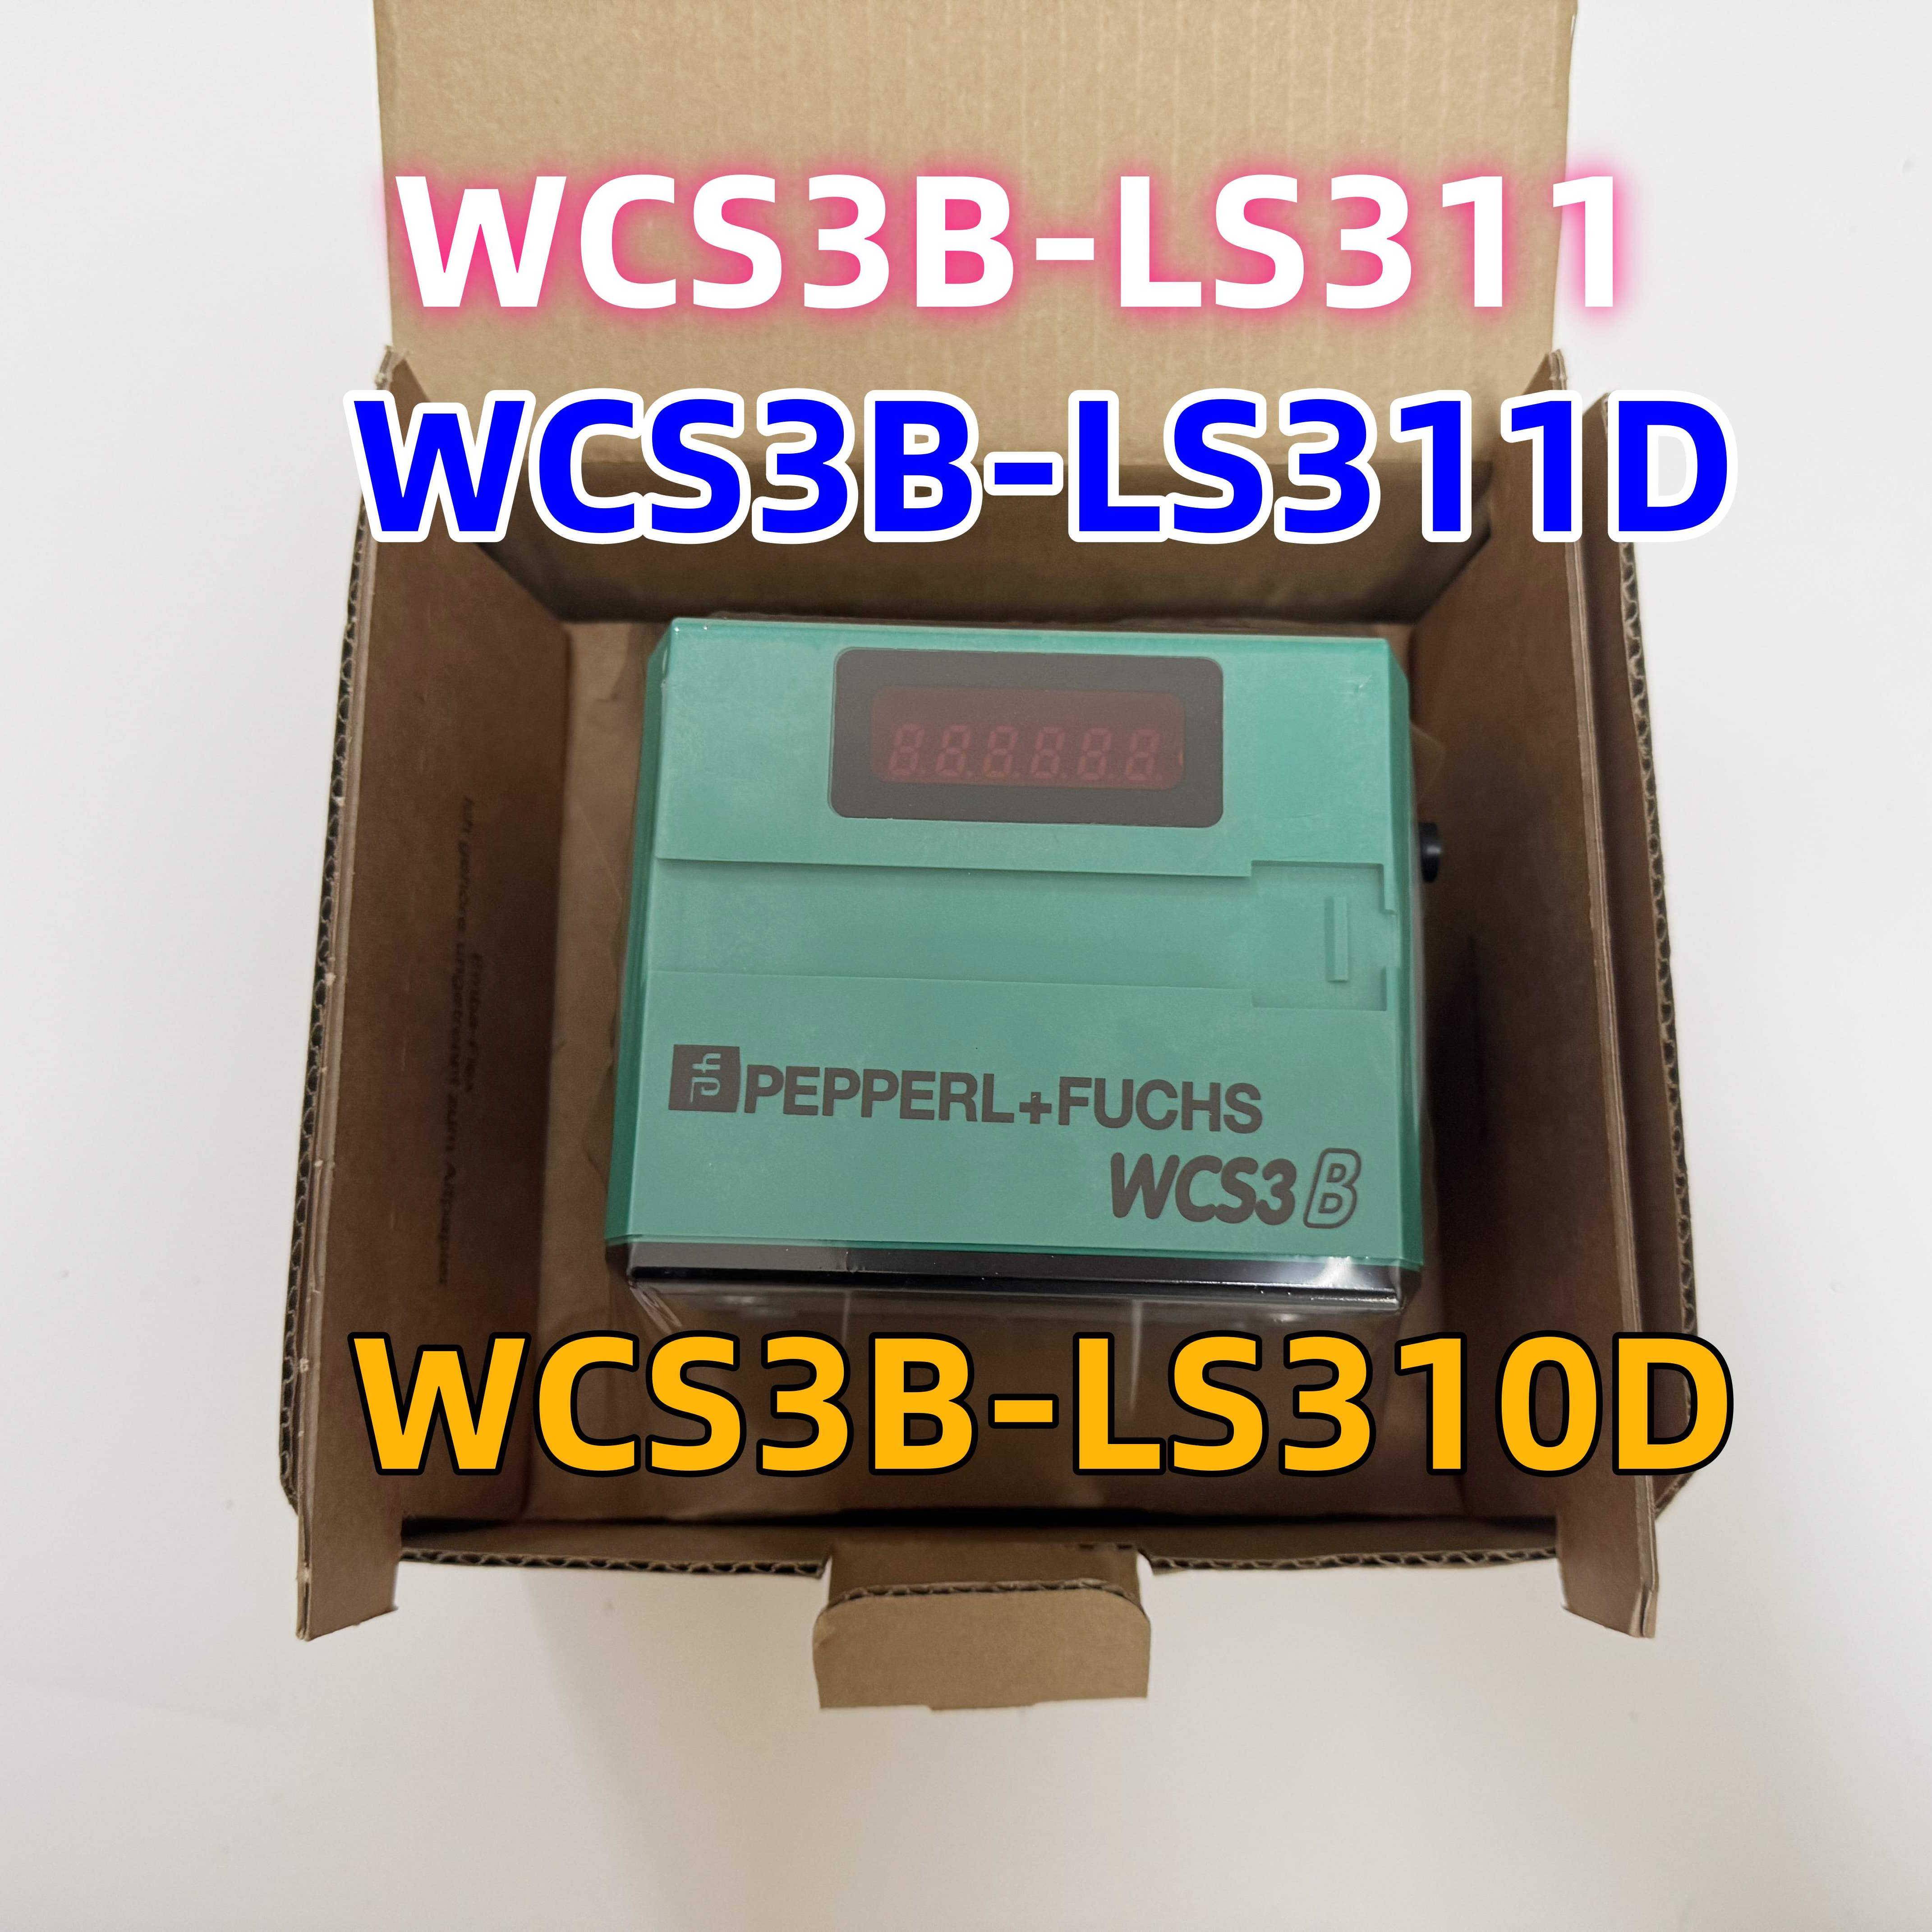 WCS3B-LS311
WCS3B-LS311D
PEPPERL+FUCHS
WCS3B
WCS3B-LS310D